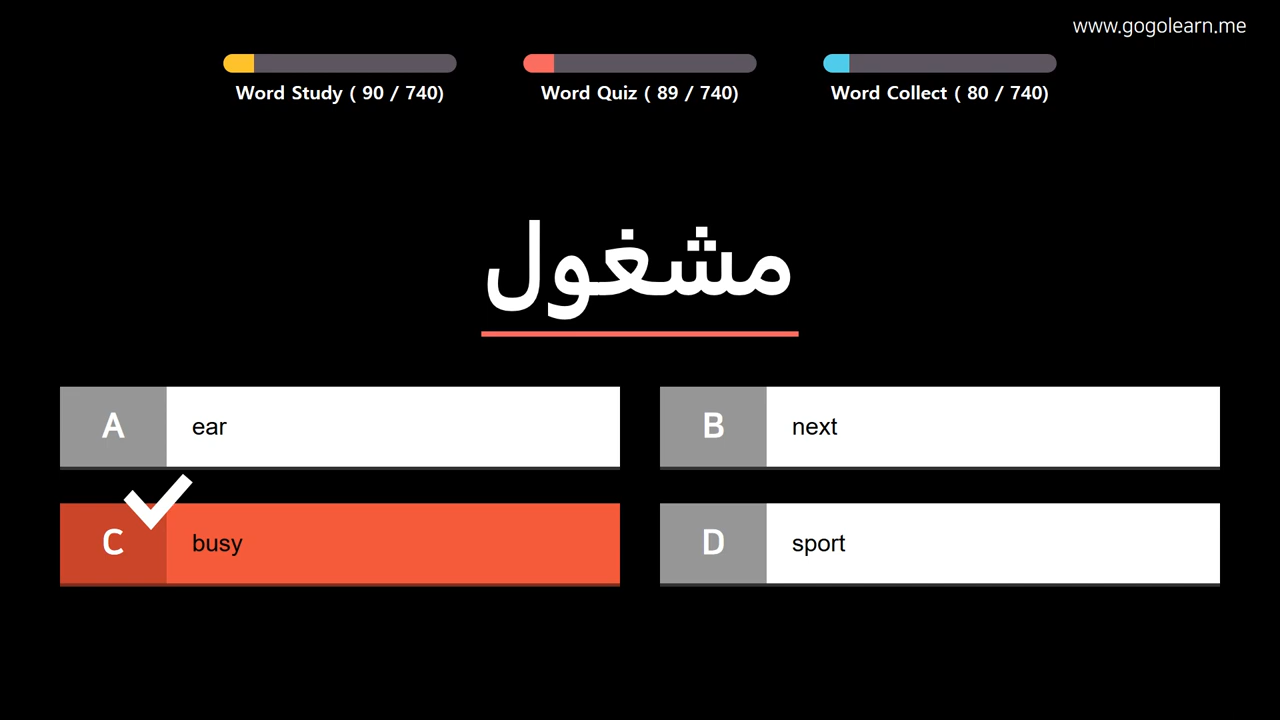 www.gogolearn.me
Word Study ( 90 / 740)
Word Quiz ( 89 / 740)
Word Collect ( 80 / 740)
مشغول
A ear
B next
C busy
D sport